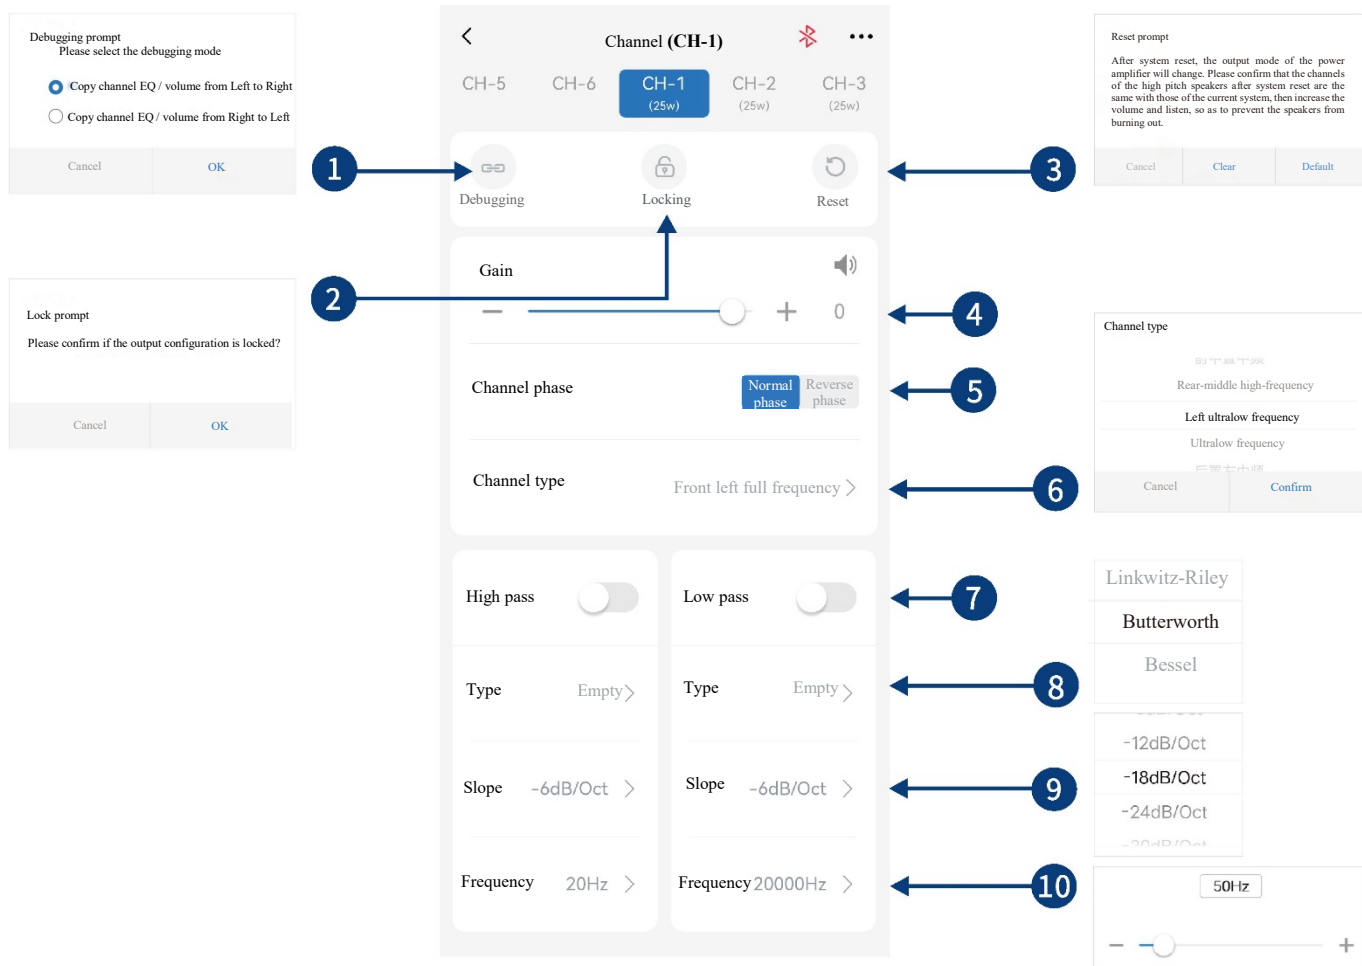 Debugging prompt
Please select the debugging mode
Copy channel EQ / volume from Left to Right
Copy channel EQ / volume from Right to Left
Cancel OK
1
Lock prompt
Please confirm if the output configuration is locked?
Cancel OK
2
Channel (CH-1)
CH-5 CH-6 CH-1 CH-2 CH-3
(25w) (25w) (25w)
Debugging Locking Reset
Gain
0
Channel phase Normal phase Reverse phase
Channel type Front left full frequency
High pass Low pass
Type Empty Type Empty
Slope -6dB/Oct Slope -6dB/Oct
Frequency 20Hz Frequency 20000Hz
3
Reset prompt
After system reset, the output mode of the power
amplifier will change. Please confirm that the channels
of the high pitch speakers after system reset are the
same with those of the current system, then increase the
volume and listen, so as to prevent the speakers from
burning out.
Cancel Clear Default
4
5
6
Channel type
Rear-middle high-frequency
Left ultralow frequency
Ultralow frequency
Cancel Confirm
7
8
Linkwitz-Riley
Butterworth
Bessel
9
-12dB/Oct
-18dB/Oct
-24dB/Oct
10
50Hz